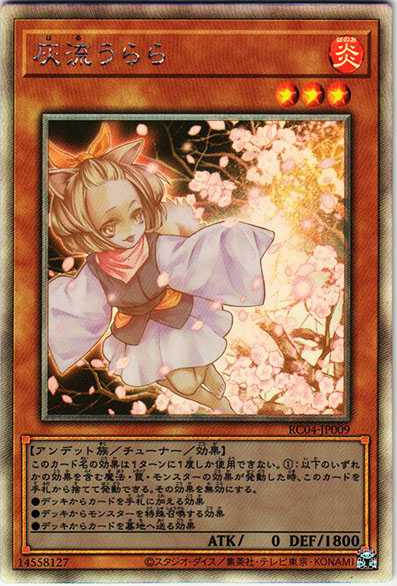 灰流うらら
はる
炎
ほのお
RC04-JP009
【アンデット族／チューナー／効果】
このカード名の効果は1ターンに1度しか使用できない。①：以下のいずれ
かの効果を含む魔法・罠・モンスターの効果が発動した時、このカードを
手札から捨てて発動できる。その効果を無効にする。
●デッキからカードを手札に加える効果
●デッキからモンスターを特殊召喚する効果
●デッキからカードを墓地へ送る効果
ATK/ 0 DEF/1800
14558127
©スタジオ・ダイス／集英社・テレビ東京・KONAMI